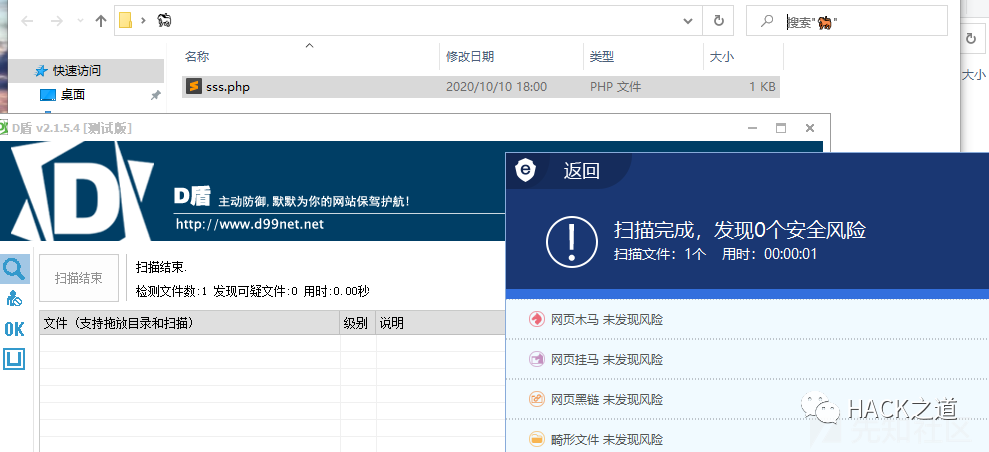 搜索"🐂"
名称 修改日期 类型 大小
快速访问
大小
桌面
sss.php 2020/10/10 18:00 PHP 文件 1 KB
D盾 v2.1.5.4 [测试版]
D
D盾 主动防御,默默为你的网站保驾护航!
http://www.d99net.net
扫描结束
扫描结束.
检测文件数:1 发现可疑文件:0 用时:0.00秒
OK
文件（支持拖放目录和扫描） 级别 说明
返回
扫描完成，发现0个安全风险
扫描文件：1个 用时：00:00:01
网页木马 未发现风险
网页挂马 未发现风险
网页黑链 未发现风险
畸形文件 未发现风险
HACK之道
先知社区